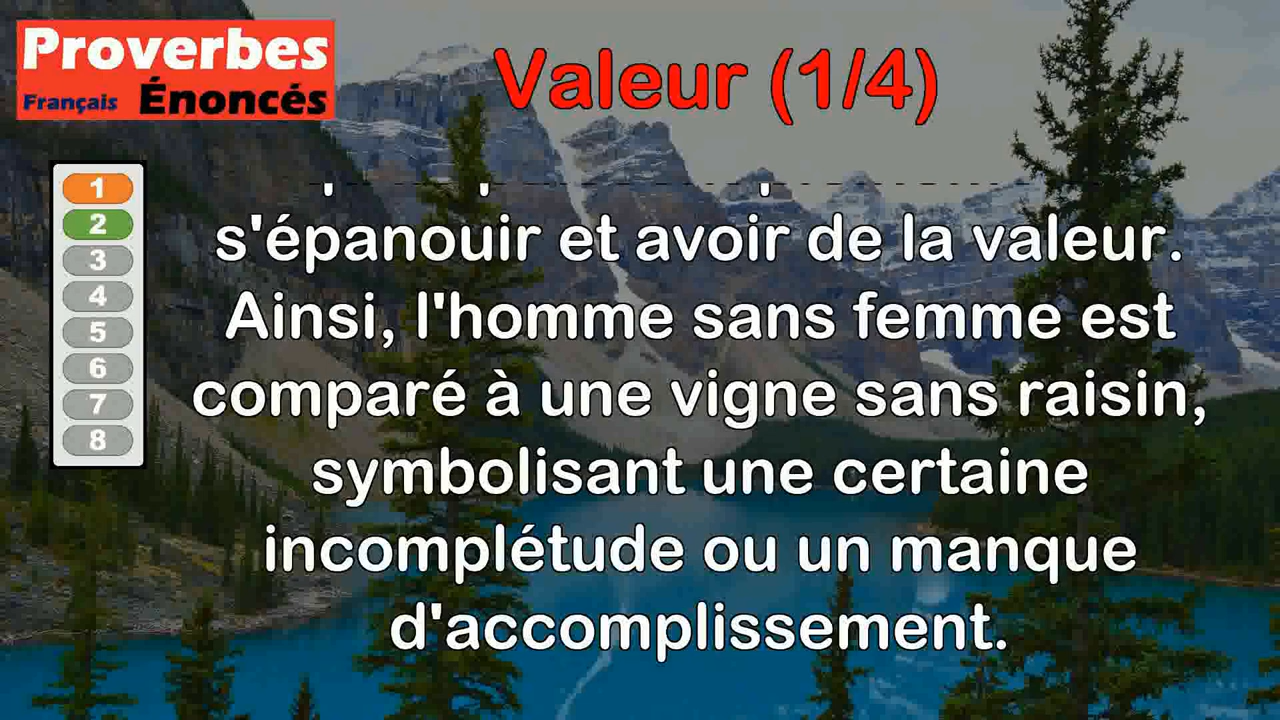 Proverbes
Français Énoncés
Valeur (1/4)
1
2
3
4
5
6
7
8
s'épanouir et avoir de la valeur.
Ainsi, l'homme sans femme est
comparé à une vigne sans raisin,
symbolisant une certaine
incomplétude ou un manque
d'accomplissement.